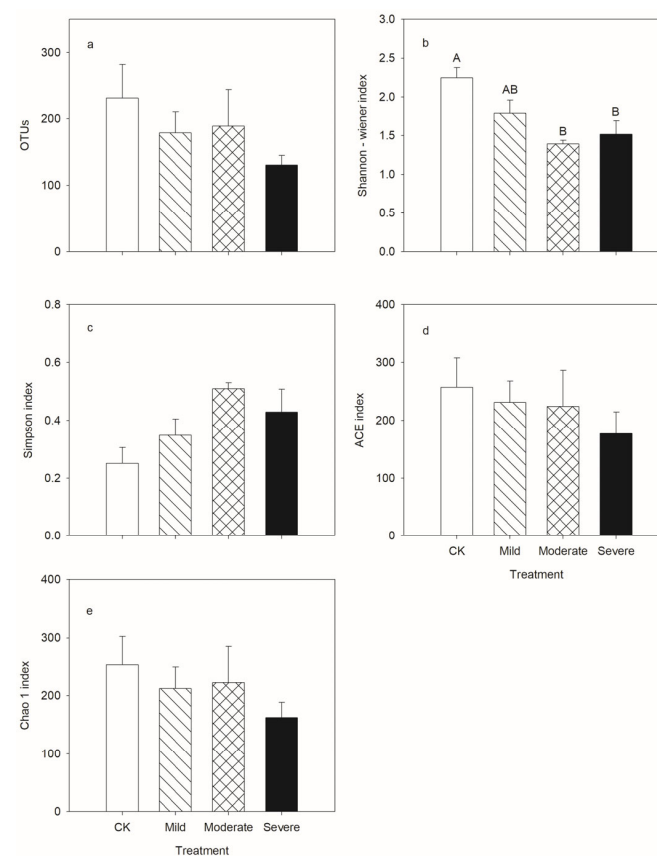 a
300
200
100
0
OTUs
b
A
AB
B
B
3.0
2.5
2.0
1.5
1.0
0.5
0.0
Shannon - wiener index
c
0.8
0.6
0.4
0.2
0.0
Simpson index
d
400
300
200
100
0
ACE index
CK Mild Moderate Severe
Treatment
e
400
300
200
100
0
Chao 1 index
CK Mild Moderate Severe
Treatment